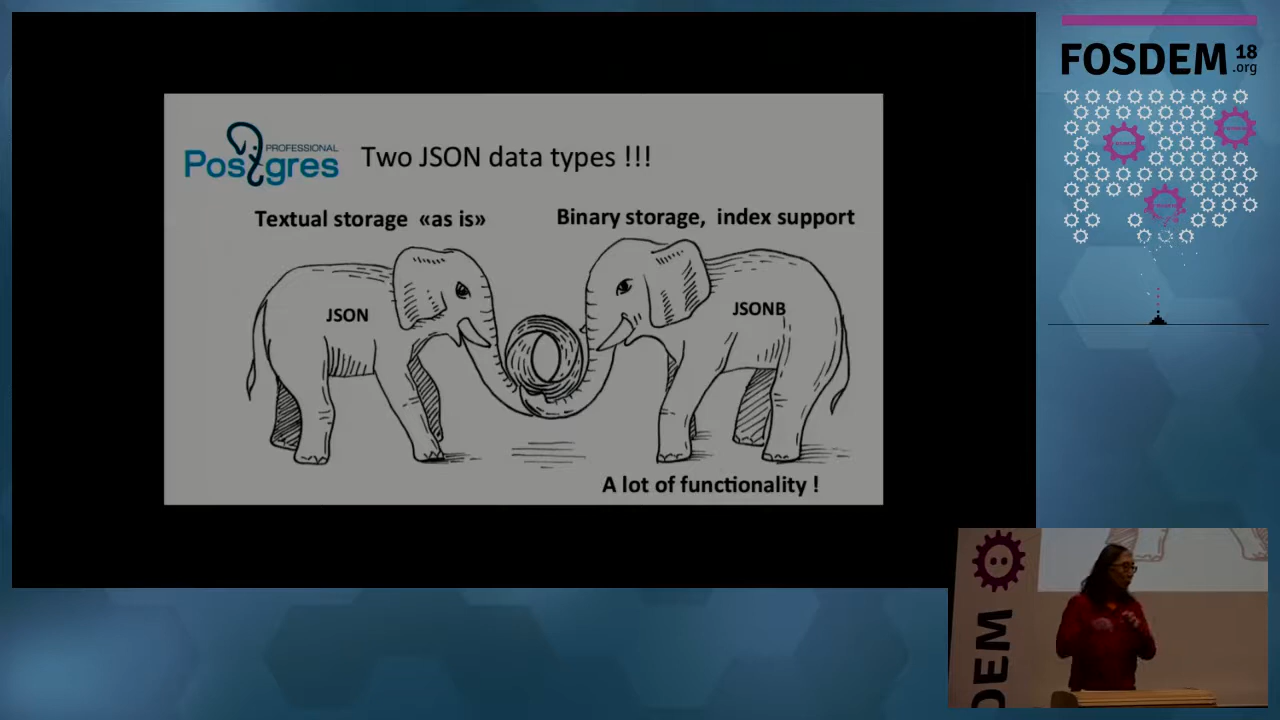 PROFESSIONAL
Postgres
Two JSON data types !!!
Textual storage «as is»
Binary storage, index support
JSON
JSONB
A lot of functionality !
FOSDEM 18
.org
DEM